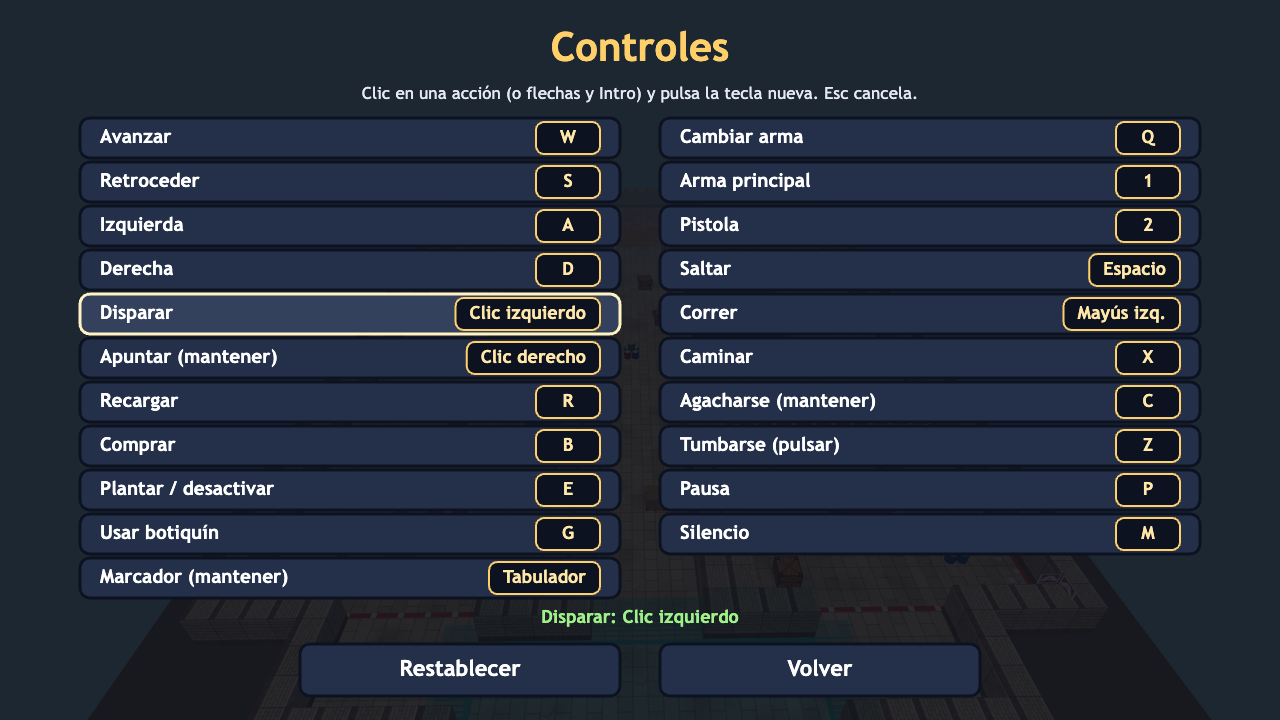 Controles
Clic en una acción (o flechas y Intro) y pulsa la tecla nueva. Esc cancela.
Avanzar W
Retroceder S
Izquierda A
Derecha D
Disparar Clic izquierdo
Apuntar (mantener) Clic derecho
Recargar R
Comprar B
Plantar / desactivar E
Usar botiquín G
Marcador (mantener) Tabulador
Cambiar arma Q
Arma principal 1
Pistola 2
Saltar Espacio
Correr Mayús izq.
Caminar X
Agacharse (mantener) C
Tumbarse (pulsar) Z
Pausa P
Silencio M
Disparar: Clic izquierdo
Restablecer
Volver